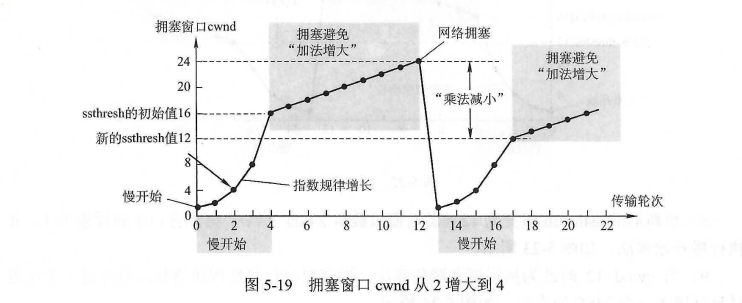 拥塞窗口cwnd
拥塞避免
“加法增大”
网络拥塞
拥塞避免
“加法增大”
24
20
ssthresh的初始值16
“乘法减小”
新的ssthresh值12
8
4
0
指数规律增长
慢开始
传输轮次
0 2 4 6 8 10 12 14 16 18 20 22
慢开始
慢开始
图 5-19 拥塞窗口 cwnd 从 2 增大到 4